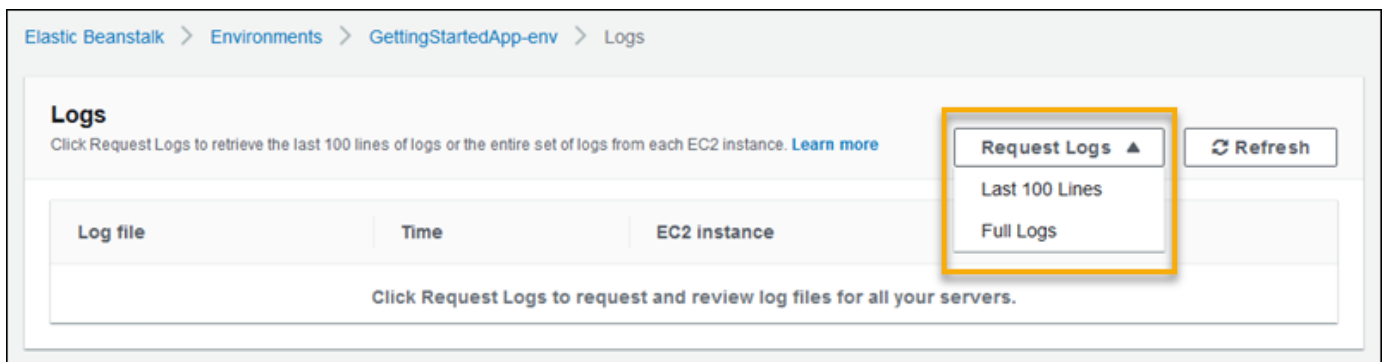 Elastic Beanstalk > Environments > GettingStartedApp-env > Logs
Logs
Click Request Logs to retrieve the last 100 lines of logs or the entire set of logs from each EC2 instance. Learn more
Request Logs ▲
Refresh
Last 100 Lines
Full Logs
Log file Time EC2 instance
Click Request Logs to request and review log files for all your servers.